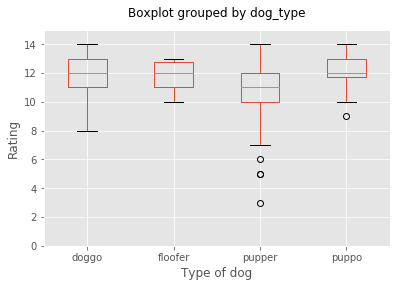 Boxplot grouped by dog_type
14
12
10
8
6
4
2
0
Rating
doggo floofer pupper puppo
Type of dog